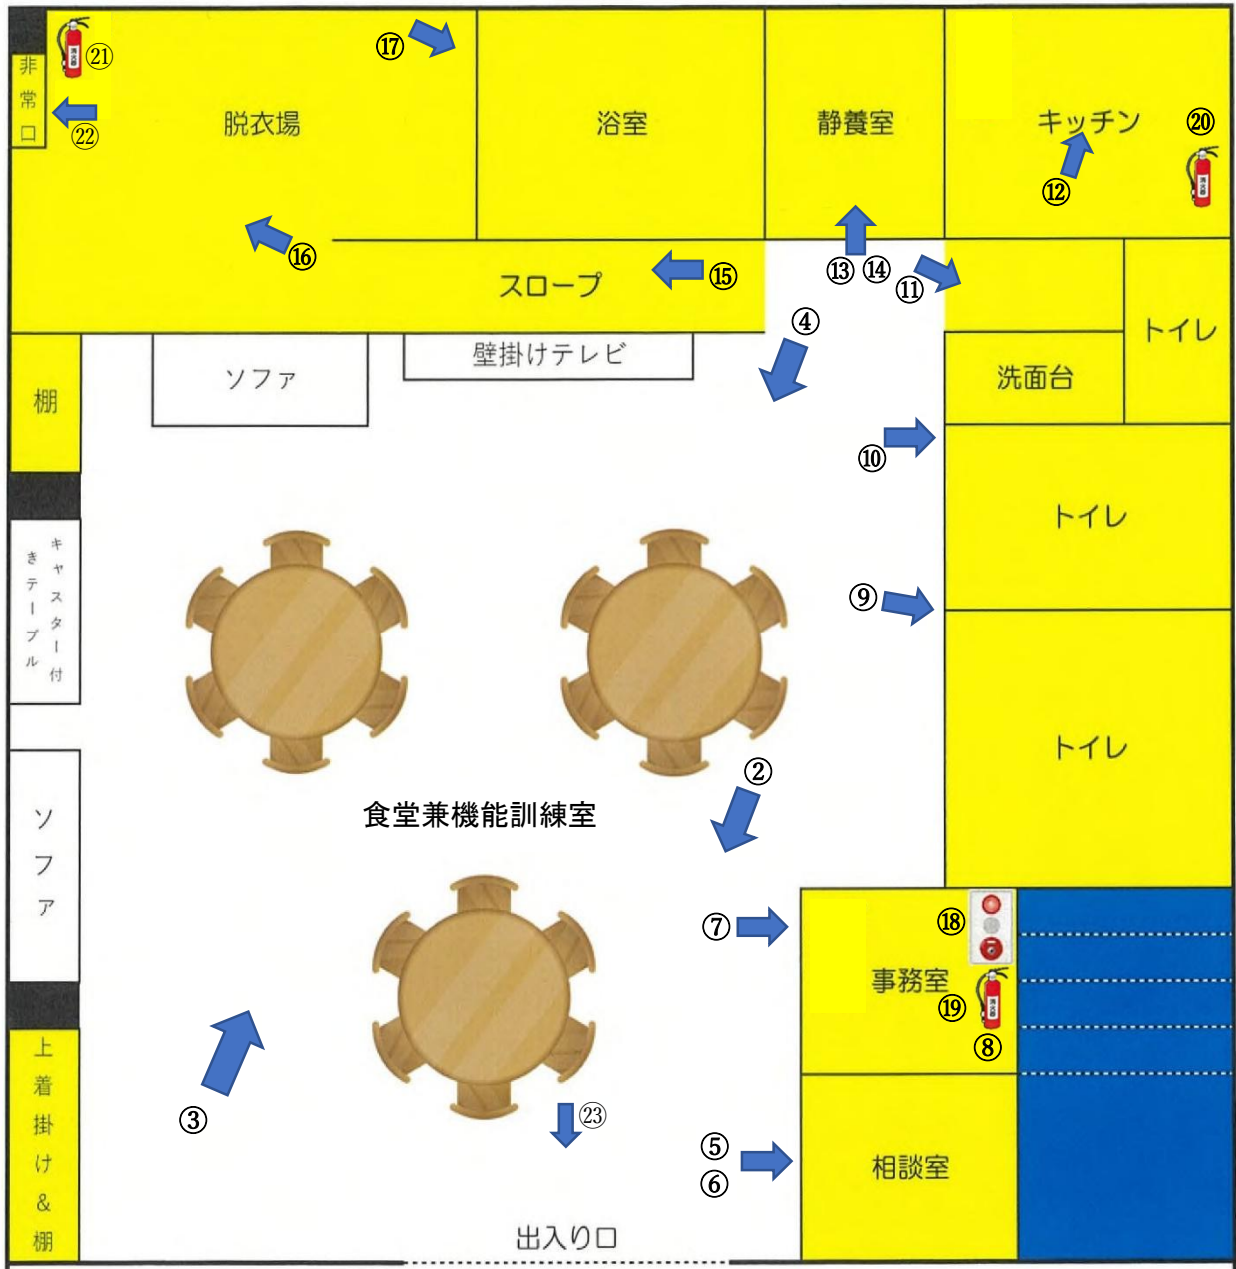 非常口
㉑
㉒
脱衣場
⑰
浴室
静養室
キッチン
⑳
⑫
⑯
スロープ
⑮
⑬ ⑭
⑪
④
トイレ
棚
ソファ
壁掛けテレビ
洗面台
⑩
トイレ
キャスター付
きテーブル
⑨
トイレ
ソファ
②
食堂兼機能訓練室
⑦
⑱
事務室
⑲
⑧
③
上着掛け&棚
㉓
⑤
⑥
相談室
出入り口